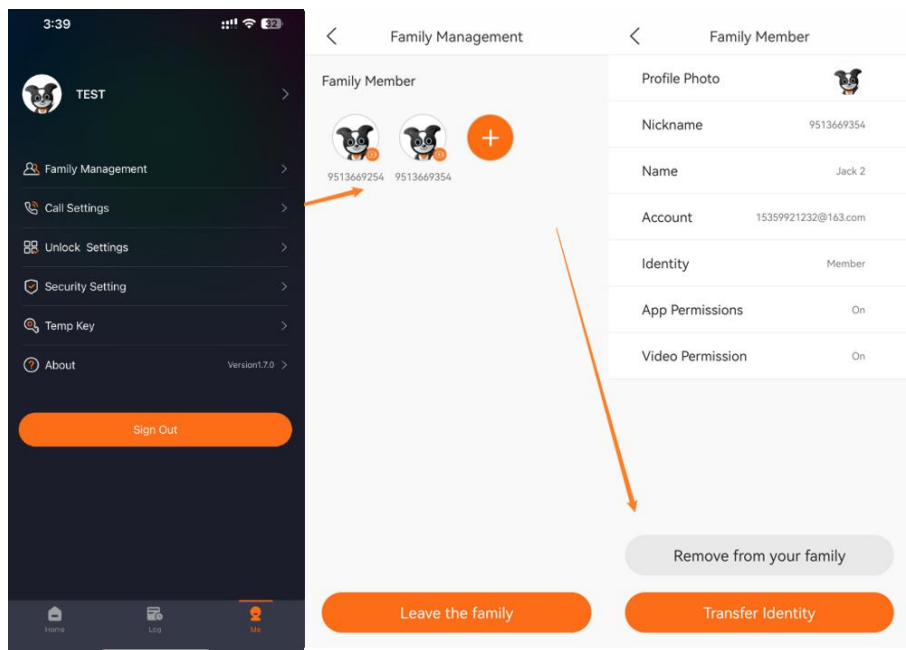 3:39
32
TEST
Family Management
Call Settings
Unlock Settings
Security Setting
Temp Key
About
Version1.7.0
Sign Out
Home
Log
Me
Family Management
Family Member
9513669254
9513669354
Leave the family
Family Member
Profile Photo
Nickname
9513669354
Name
Jack 2
Account
15359921232@163.com
Identity
Member
App Permissions
On
Video Permission
On
Remove from your family
Transfer Identity